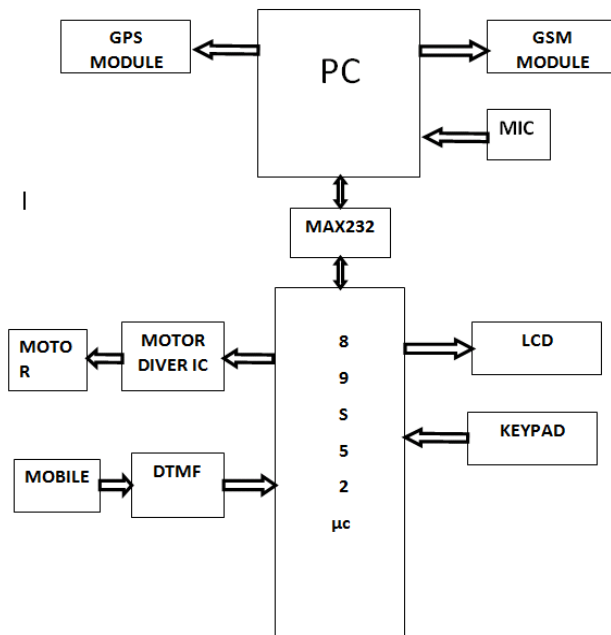 GPS
MODULE
PC
GSM
MODULE
MIC
MAX232
MOTO
R
MOTOR
DIVER IC
8
9
S
5
2
µc
LCD
KEYPAD
MOBILE
DTMF